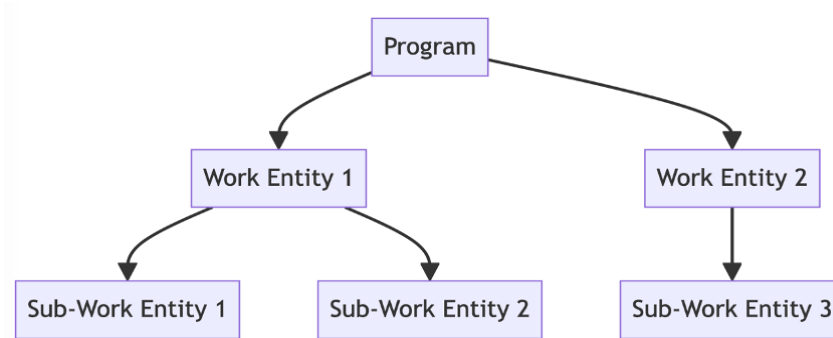 Program
Work Entity 1
Work Entity 2
Sub-Work Entity 1
Sub-Work Entity 2
Sub-Work Entity 3